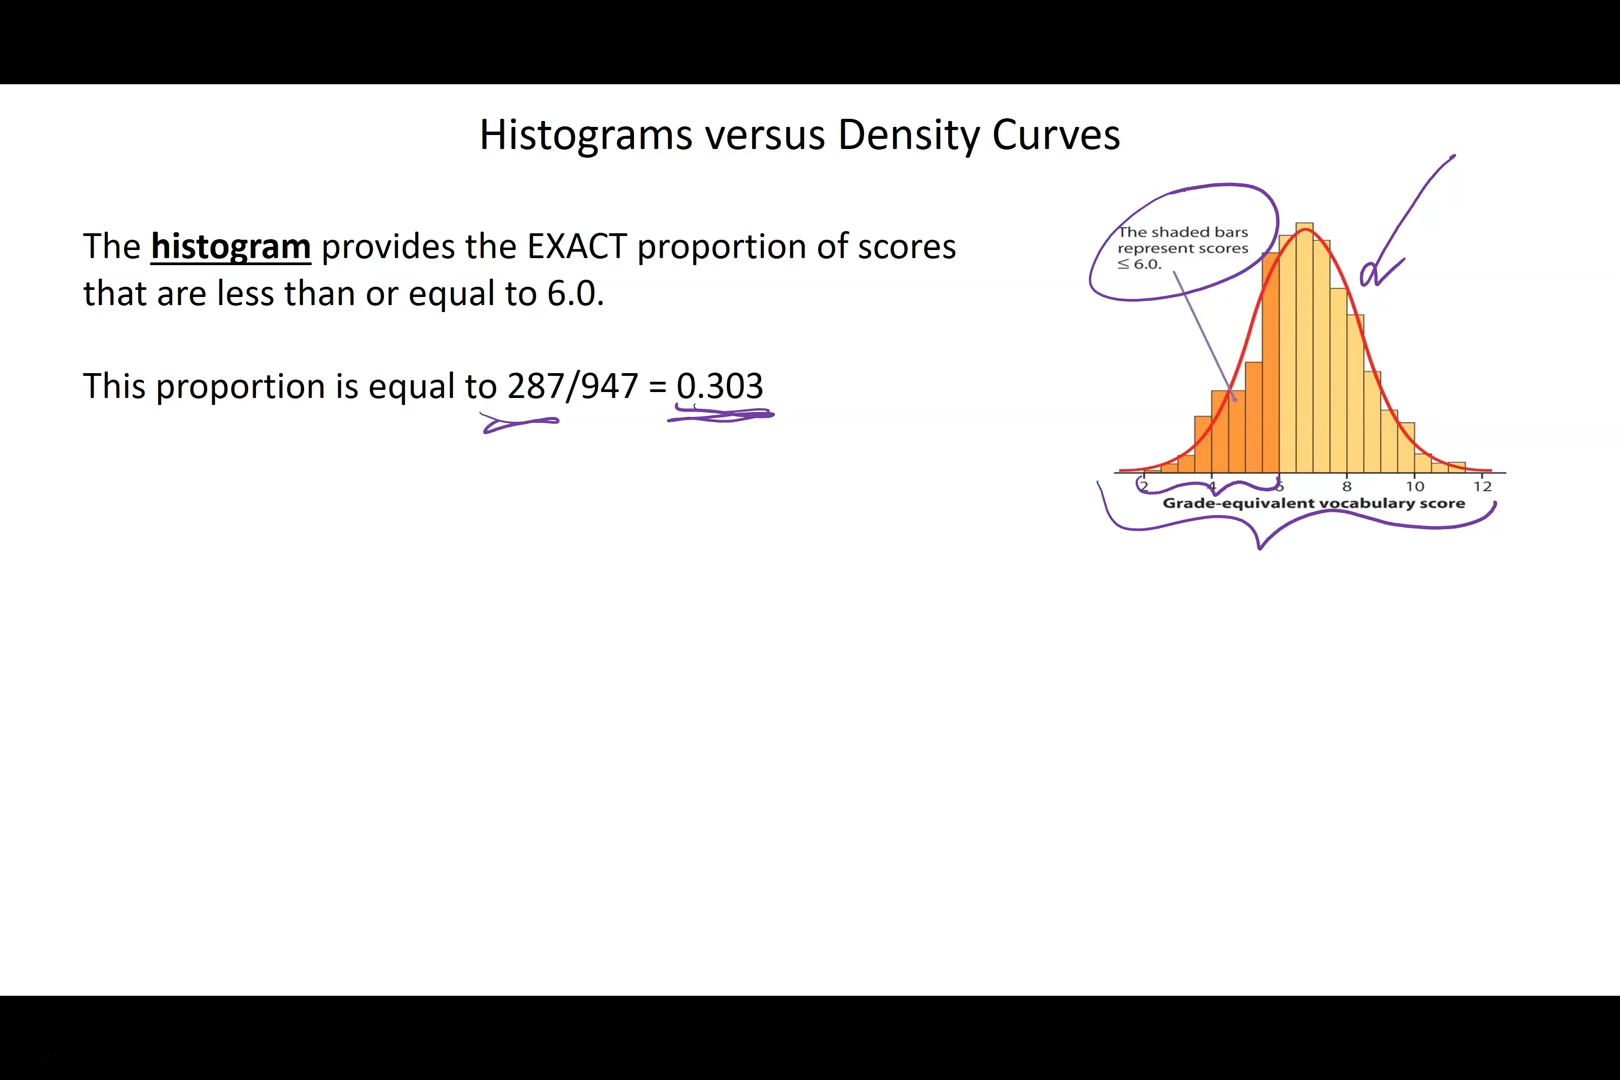 Histograms versus Density Curves
The histogram provides the EXACT proportion of scores
that are less than or equal to 6.0.
This proportion is equal to 287/947 = 0.303
The shaded bars
represent scores
≤ 6.0.
2 4 6 8 10 12
Grade-equivalent vocabulary score